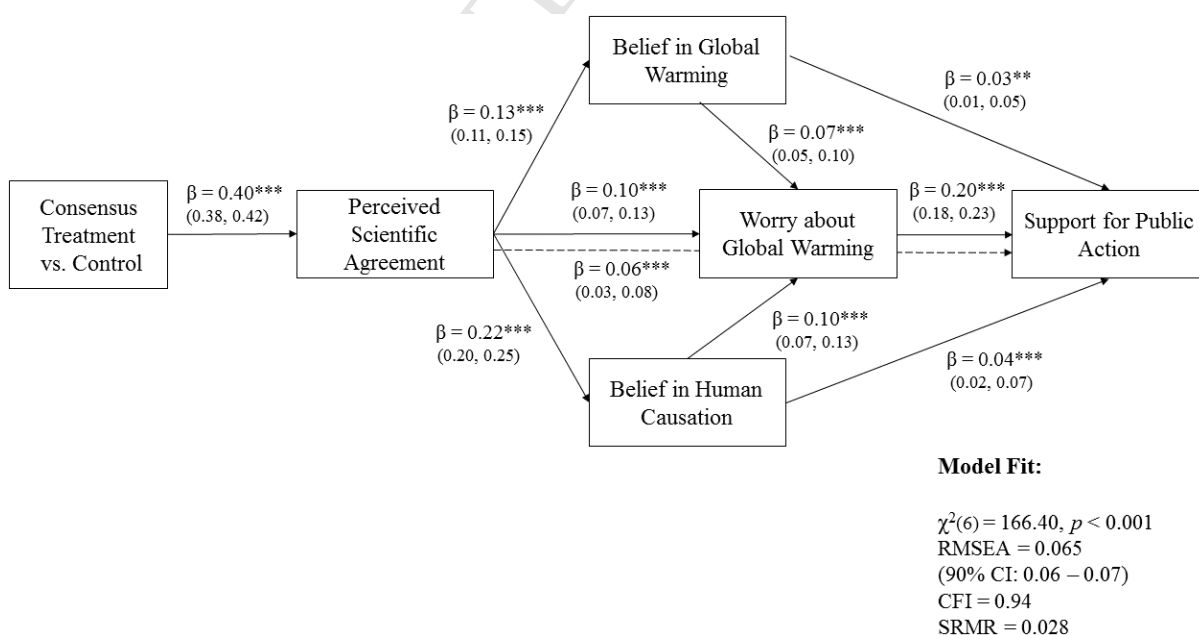 Belief in Global
Warming
β = 0.03**
(0.01, 0.05)
β = 0.13***
(0.11, 0.15)
β = 0.07***
(0.05, 0.10)
Consensus
Treatment
vs. Control
β = 0.40***
(0.38, 0.42)
Perceived
Scientific
Agreement
β = 0.10***
(0.07, 0.13)
Worry about
Global Warming
β = 0.20***
(0.18, 0.23)
Support for Public
Action
β = 0.06***
(0.03, 0.08)
β = 0.22***
(0.20, 0.25)
β = 0.10***
(0.07, 0.13)
β = 0.04***
(0.02, 0.07)
Belief in Human
Causation
Model Fit:
χ²(6) = 166.40, p < 0.001
RMSEA = 0.065
(90% CI: 0.06 – 0.07)
CFI = 0.94
SRMR = 0.028